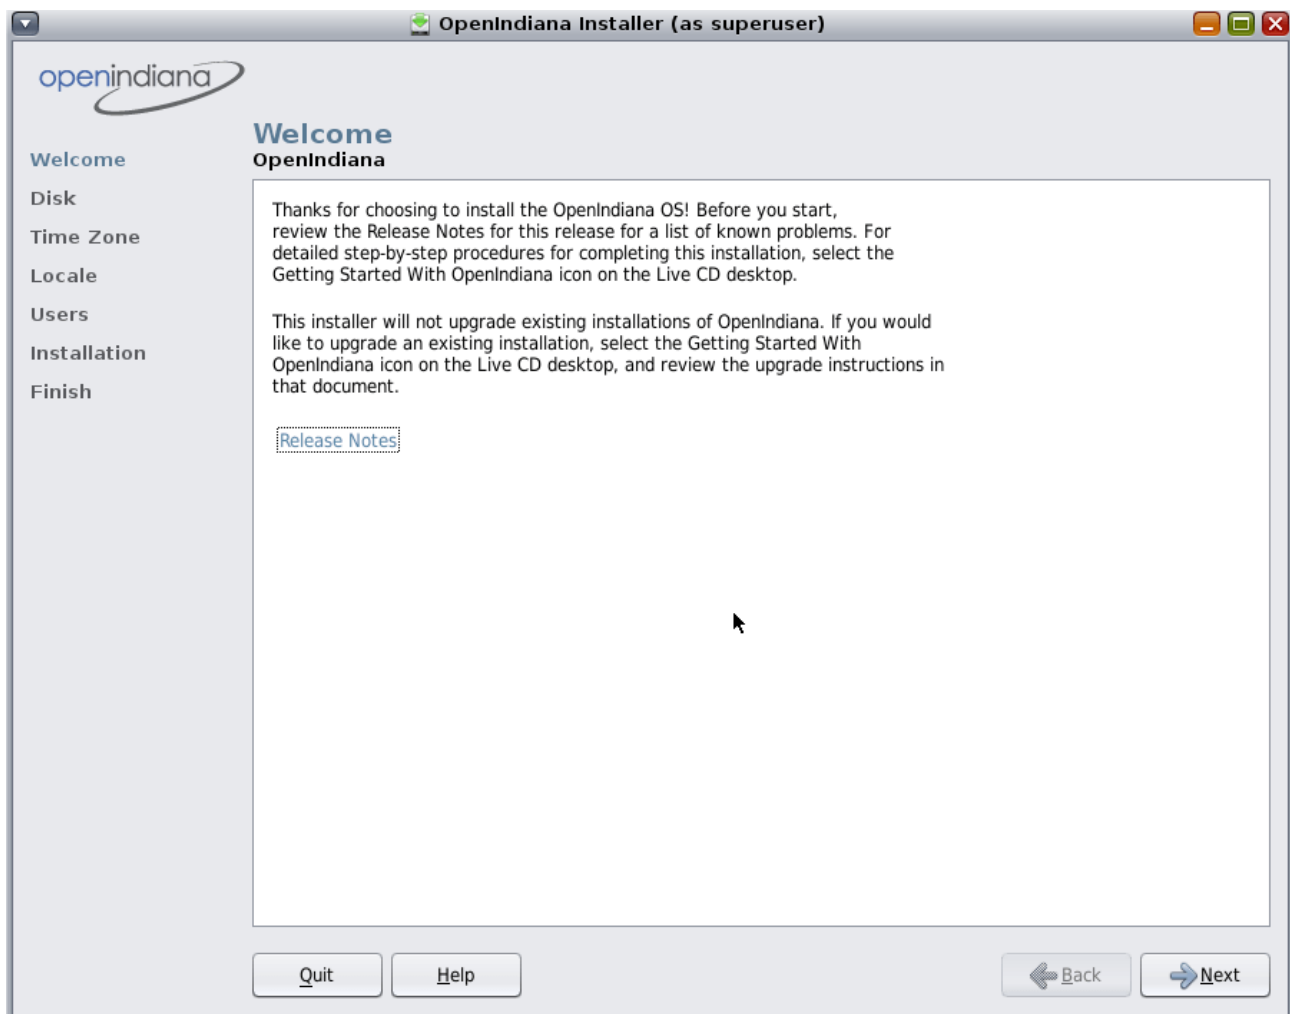 OpenIndiana Installer (as superuser)
openindiana
Welcome
Disk
Time Zone
Locale
Users
Installation
Finish
Welcome
OpenIndiana
Thanks for choosing to install the OpenIndiana OS! Before you start,
review the Release Notes for this release for a list of known problems. For
detailed step-by-step procedures for completing this installation, select the
Getting Started With OpenIndiana icon on the Live CD desktop.
This installer will not upgrade existing installations of OpenIndiana. If you would
like to upgrade an existing installation, select the Getting Started With
OpenIndiana icon on the Live CD desktop, and review the upgrade instructions in
that document.
Release Notes
Quit
Help
Back
Next